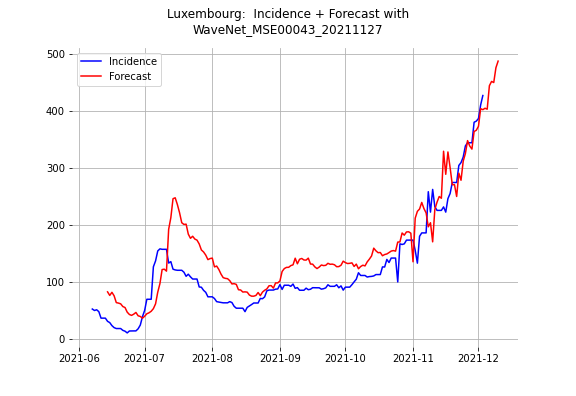 Luxembourg:  Incidence + Forecast with
WaveNet_MSE00043_20211127
Incidence
Forecast
500
400
300
200
100
0
2021-06 2021-07 2021-08 2021-09 2021-10 2021-11 2021-12